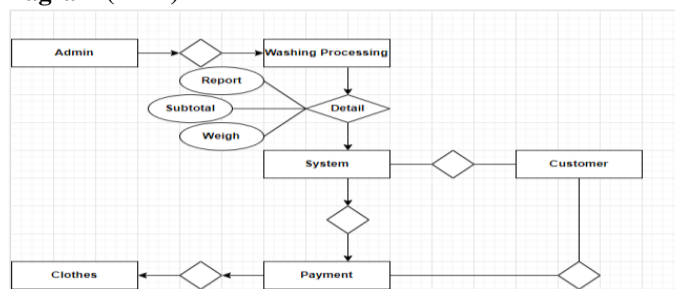 Admin
Washing Processing
Report
Subtotal
Detail
Weigh
System
Customer
Clothes
Payment